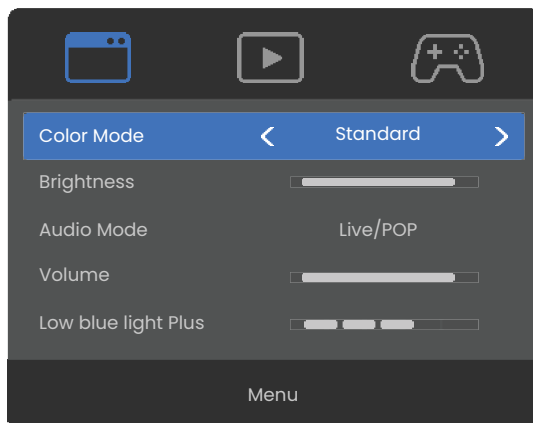 Color Mode Standard
Brightness
Audio Mode Live/POP
Volume
Low blue light Plus
Menu